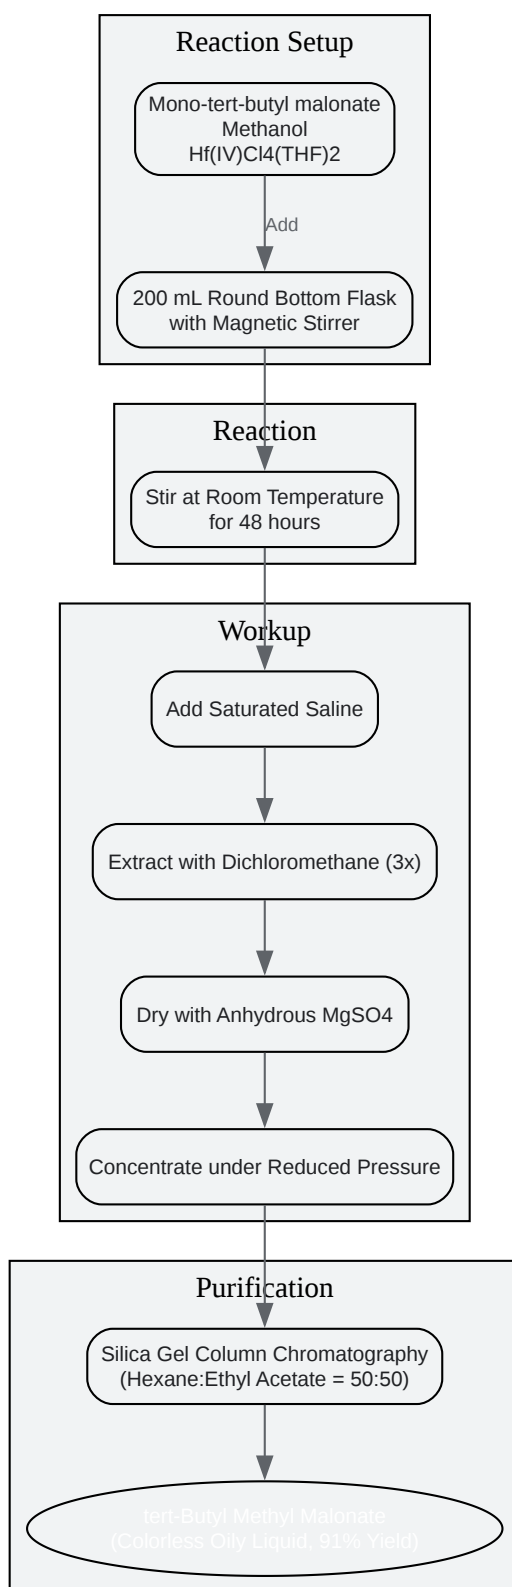 Reaction Setup
Mono-tert-butyl malonate
Methanol
Hf(IV)Cl4(THF)2
Add
200 mL Round Bottom Flask
with Magnetic Stirrer
Reaction
Stir at Room Temperature
for 48 hours
Workup
Add Saturated Saline
Extract with Dichloromethane (3x)
Dry with Anhydrous MgSO4
Concentrate under Reduced Pressure
Purification
Silica Gel Column Chromatography
(Hexane:Ethyl Acetate = 50:50)
tert-Butyl Methyl Malonate
(Colorless Oily Liquid, 91% Yield)